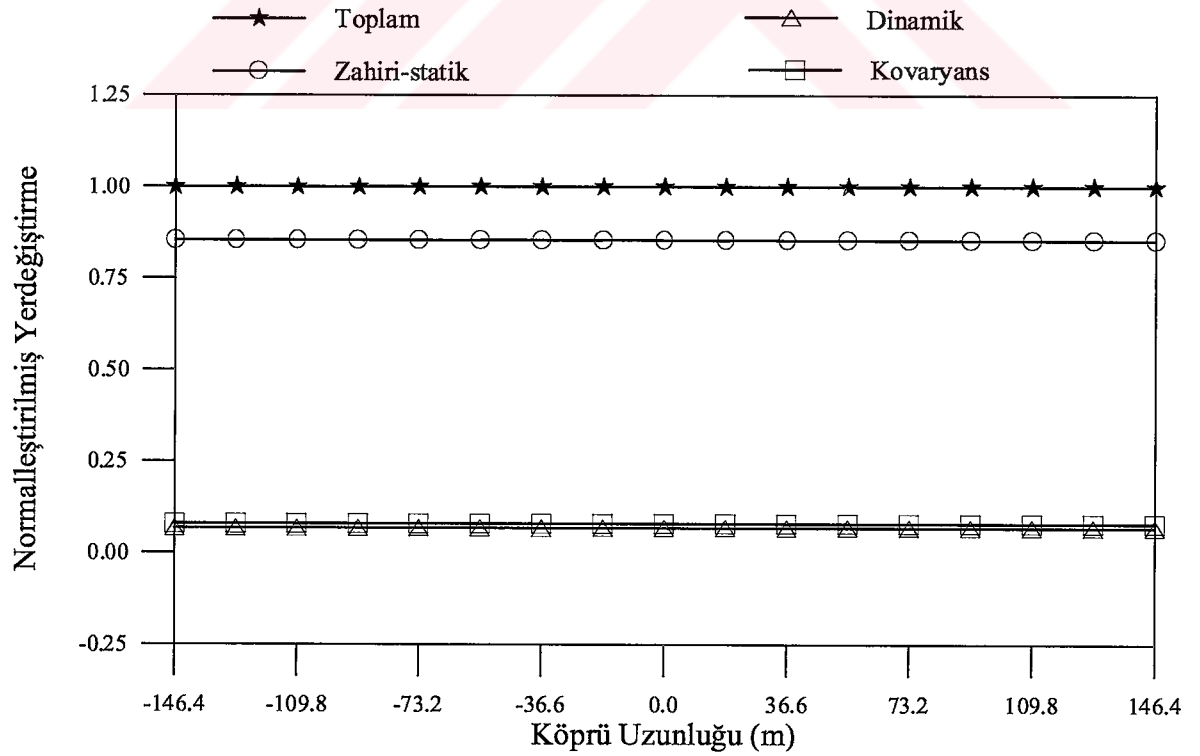 Toplam
Dinamik
Zahiri-statik
Kovaryans
1.25
1.00
0.75
0.50
0.25
0.00
-0.25
Normalleştirilmiş Yerdeğiştirme
-146.4 -109.8 -73.2 -36.6 0.0 36.6 73.2 109.8 146.4
Köprü Uzunluğu (m)